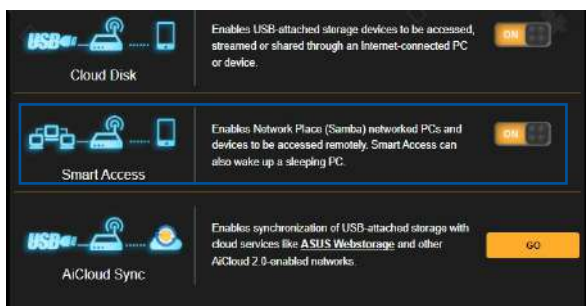 USB
Cloud Disk
Enables USB-attached storage devices to be accessed,
streamed or shared through an Internet-connected PC
or device.
ON
Smart Access
Enables Network Place (Samba) networked PCs and
devices to be accessed remotely. Smart Access can
also wake up a sleeping PC.
ON
USB
AiCloud Sync
Enables synchronization of USB-attached storage with
cloud services like ASUS Webstorage and other
AiCloud 2.0-enabled networks.
GO